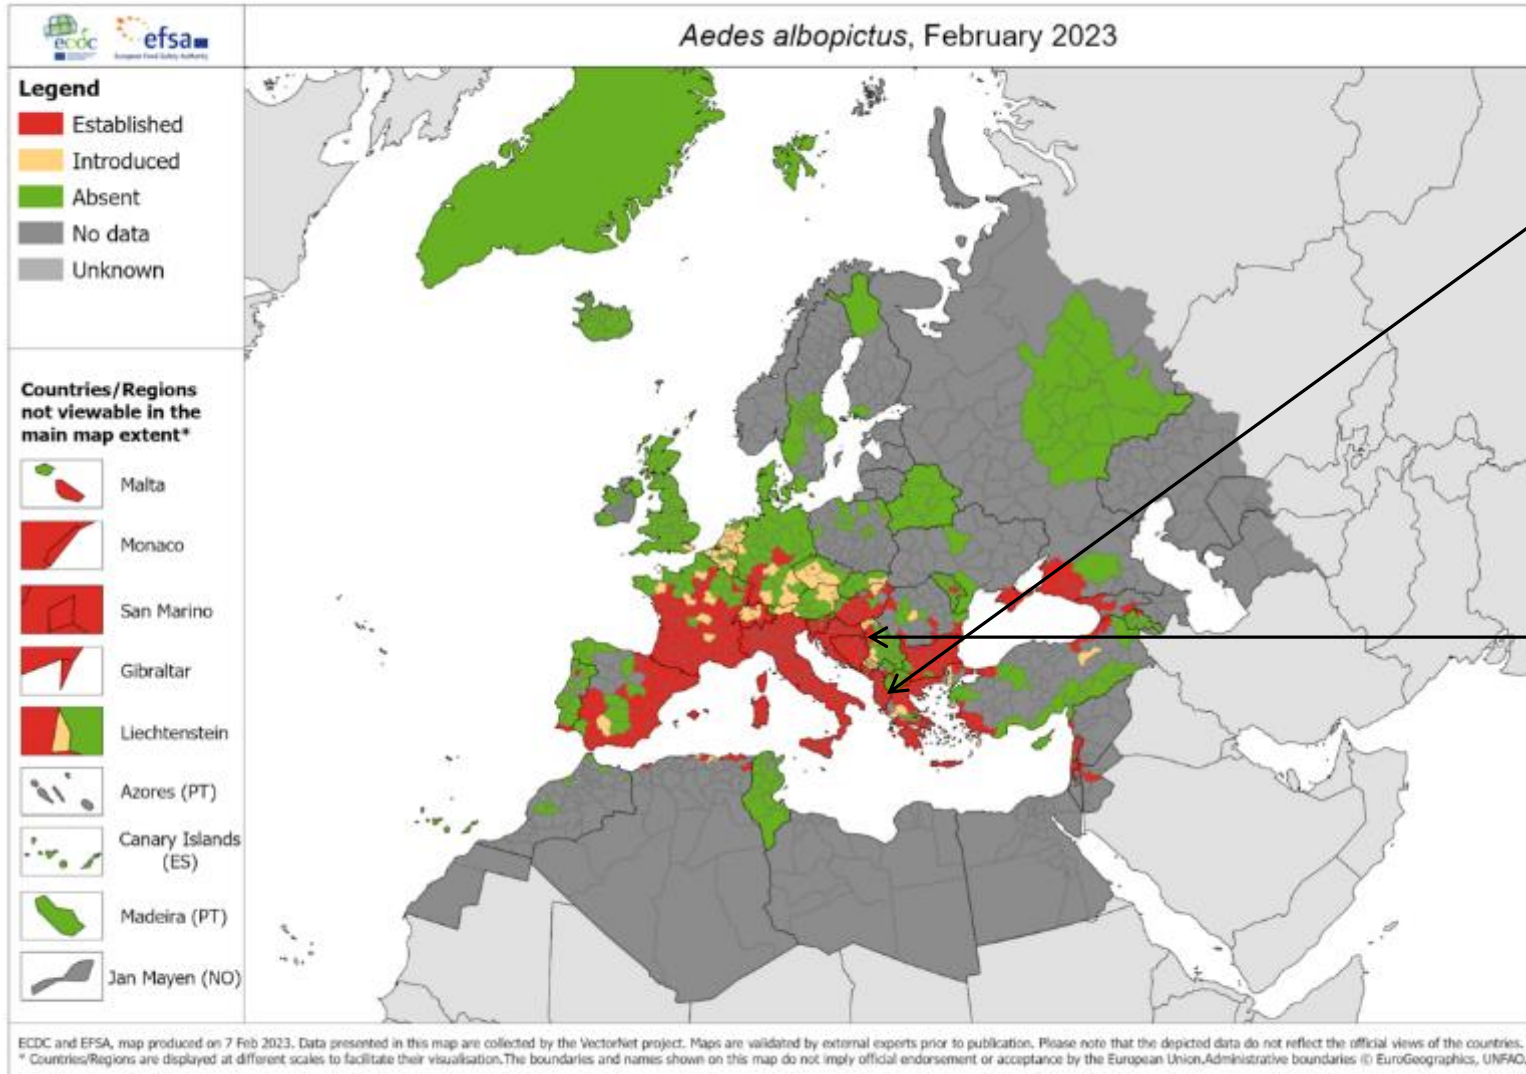 ecdc
efsa
European Food Safety Authority
Aedes albopictus, February 2023
Legend
Established
Introduced
Absent
No data
Unknown
Countries/Regions
not viewable in the
main map extent*
Malta
Monaco
San Marino
Gibraltar
Liechtenstein
Azores (PT)
Canary Islands
(ES)
Madeira (PT)
Jan Mayen (NO)
ECDC and EFSA, map produced on 7 Feb 2023. Data presented in this map are collected by the VectorNet project. Maps are validated by external experts prior to publication. Please note that the depicted data do not reflect the official views of the countries.
* Countries/Regions are displayed at different scales to facilitate their visualisation.The boundaries and names shown on this map do not imply official endorsement or acceptance by the European Union.Administrative boundaries © EuroGeographics, UNFAO.